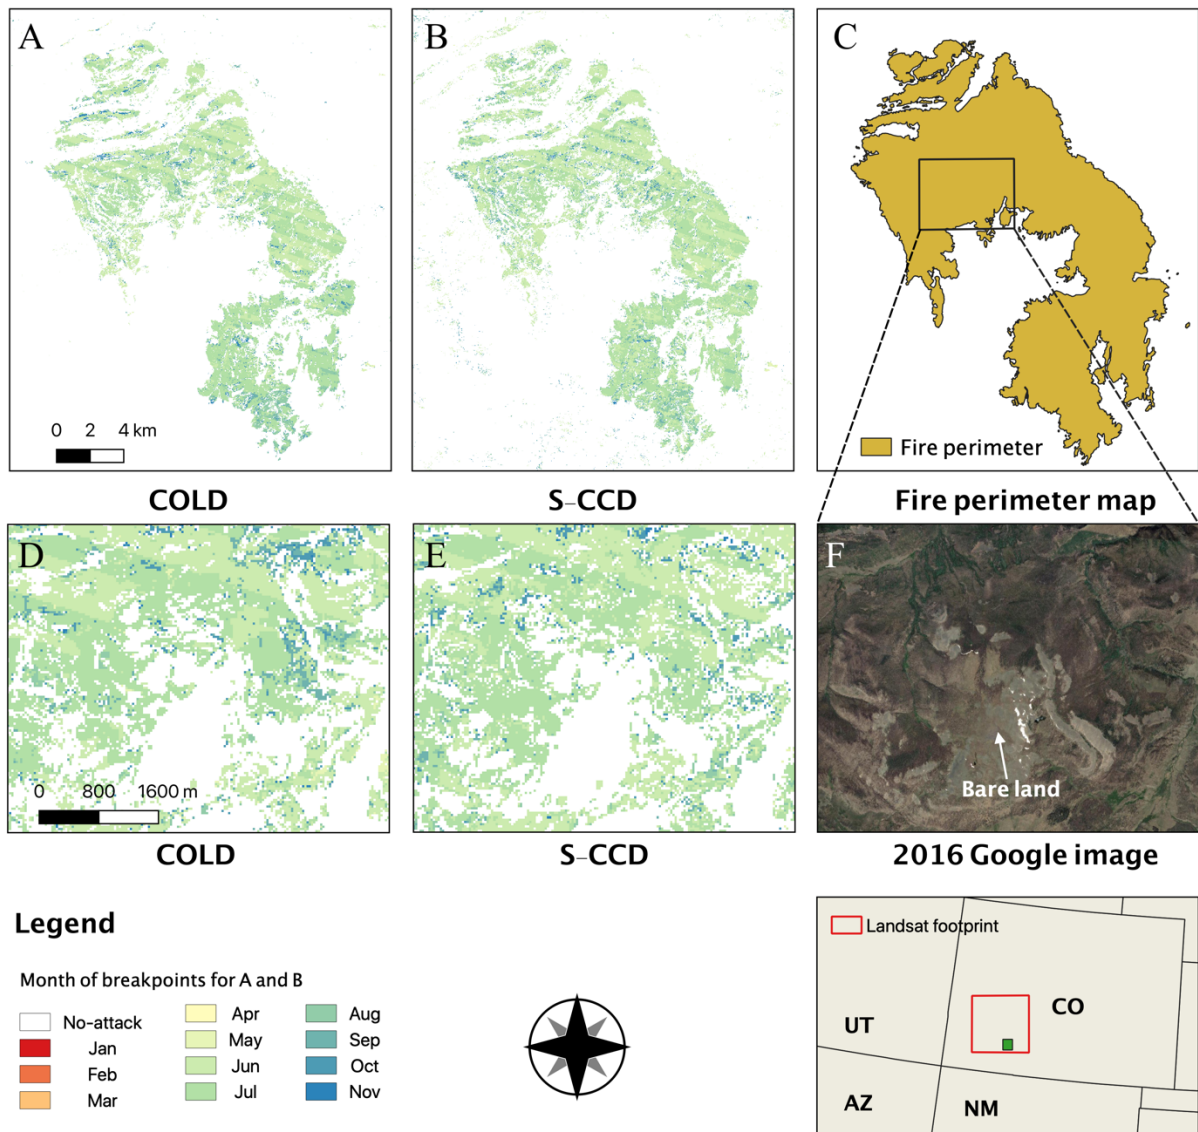 A
B
C
0 2 4 km
Fire perimeter
COLD
S-CCD
Fire perimeter map
D
E
F
0 800 1600 m
Bare land
COLD
S-CCD
2016 Google image
Legend
Month of breakpoints for A and B
No-attack
Jan
Feb
Mar
Apr
May
Jun
Jul
Aug
Sep
Oct
Nov
Landsat footprint
UT
CO
AZ
NM